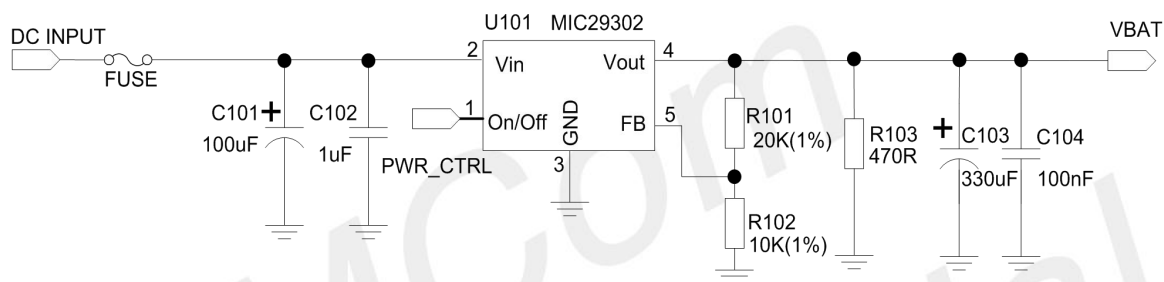 DC INPUT
FUSE
C101
+
100uF
C102
1uF
U101 MIC29302
2
Vin
Vout
4
1
On/Off
GND
FB
5
3
PWR_CTRL
R101
20K(1%)
R102
10K(1%)
R103
470R
+
C103
330uF
C104
100nF
VBAT